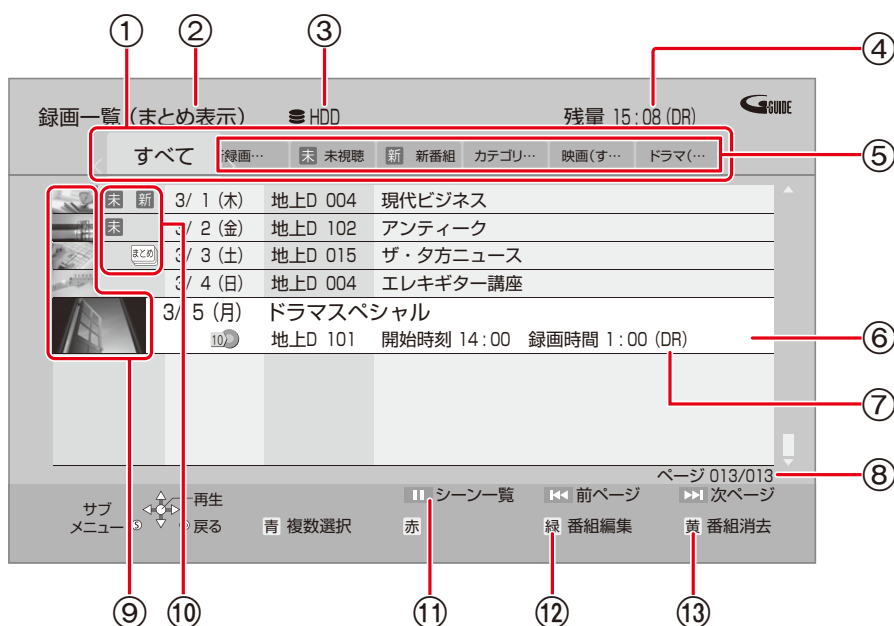 ① ② ③ ④
録画一覧(まとめ表示) HDD 残量 15:08(DR) G-GUIDE
すべて 録画… 未 未視聴 新 新番組 カテゴリ… 映画(す… ドラマ(… ⑤
未 新 3/ 1(木) 地上D 004 現代ビジネス
未 3/ 2(金) 地上D 102 アンティーク
まとめ 3/ 3(土) 地上D 015 ザ・夕方ニュース
3/ 4(日) 地上D 004 エレキギター講座
3/ 5(月) ドラマスペシャル
10 地上D 101 開始時刻 14:00 録画時間 1:00(DR) ⑥
⑦
ページ 013/013 ⑧
サブ 再生 シーン一覧 前ページ 次ページ
メニュー S 戻る 青 複数選択 赤 緑 番組編集 黄 番組消去
⑨ ⑩ ⑪ ⑫ ⑬